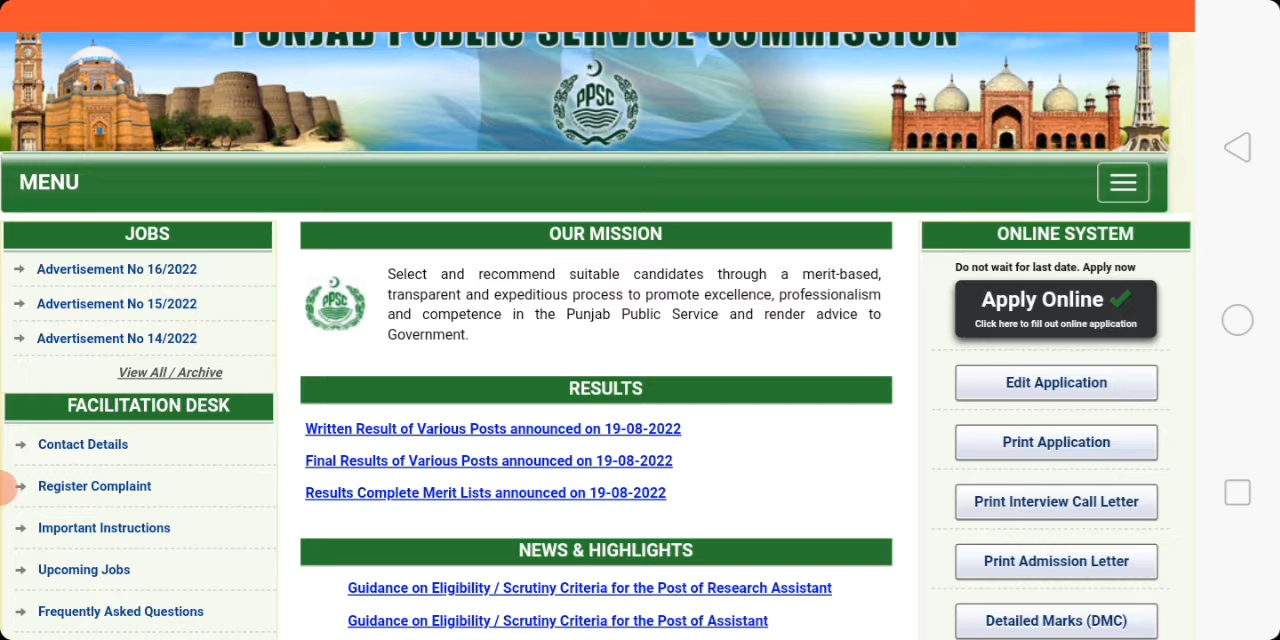 PUNJAB PUBLIC SERVICE COMMISSION
PPSC
MENU
JOBS
Advertisement No 16/2022
Advertisement No 15/2022
Advertisement No 14/2022
View All / Archive
FACILITATION DESK
Contact Details
Register Complaint
Important Instructions
Upcoming Jobs
Frequently Asked Questions
OUR MISSION
PPSC
Select and recommend suitable candidates through a merit-based,
transparent and expeditious process to promote excellence, professionalism
and competence in the Punjab Public Service and render advice to
Government.
RESULTS
Written Result of Various Posts announced on 19-08-2022
Final Results of Various Posts announced on 19-08-2022
Results Complete Merit Lists announced on 19-08-2022
NEWS & HIGHLIGHTS
Guidance on Eligibility / Scrutiny Criteria for the Post of Research Assistant
Guidance on Eligibility / Scrutiny Criteria for the Post of Assistant
ONLINE SYSTEM
Do not wait for last date. Apply now
Apply Online
Click here to fill out online application
Edit Application
Print Application
Print Interview Call Letter
Print Admission Letter
Detailed Marks (DMC)